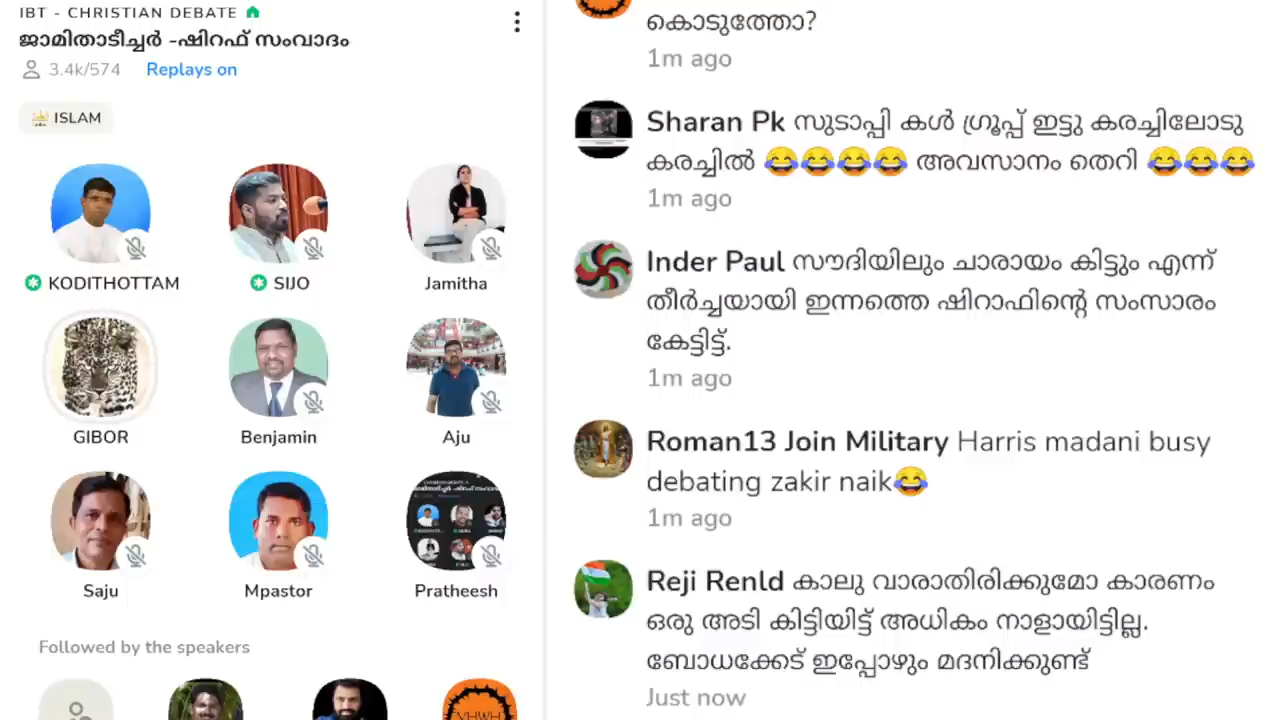 IBT - CHRISTIAN DEBATE
ജാമിതാടീച്ചർ -ഷിറഫ് സംവാദം
3.4k/574 Replays on
ISLAM
KODITHOTTAM SIJO Jamitha
GIBOR Benjamin Aju
Saju Mpastor Pratheesh
Followed by the speakers
VHWH
കൊടുത്തോ?
1m ago
Sharan Pk സുടാപ്പി കൾ ഗ്രൂപ്പ് ഇട്ടു കരച്ചിലോടു
കരച്ചിൽ 😂😂😂😂 അവസാനം തെറി 😂😂😂
1m ago
Inder Paul സൗദിയിലും ചാരായം കിട്ടും എന്ന്
തീർച്ചയായി ഇന്നത്തെ ഷിറാഫിന്റെ സംസാരം
കേട്ടിട്ട്.
1m ago
Roman13 Join Military Harris madani busy
debating zakir naik😂
1m ago
Reji Renld കാലു വാരാതിരിക്കുമോ കാരണം
ഒരു അടി കിട്ടിയിട്ട് അധികം നാളായിട്ടില്ല.
ബോധക്കേട് ഇപ്പോഴും മദനിക്കുണ്ട്
Just now